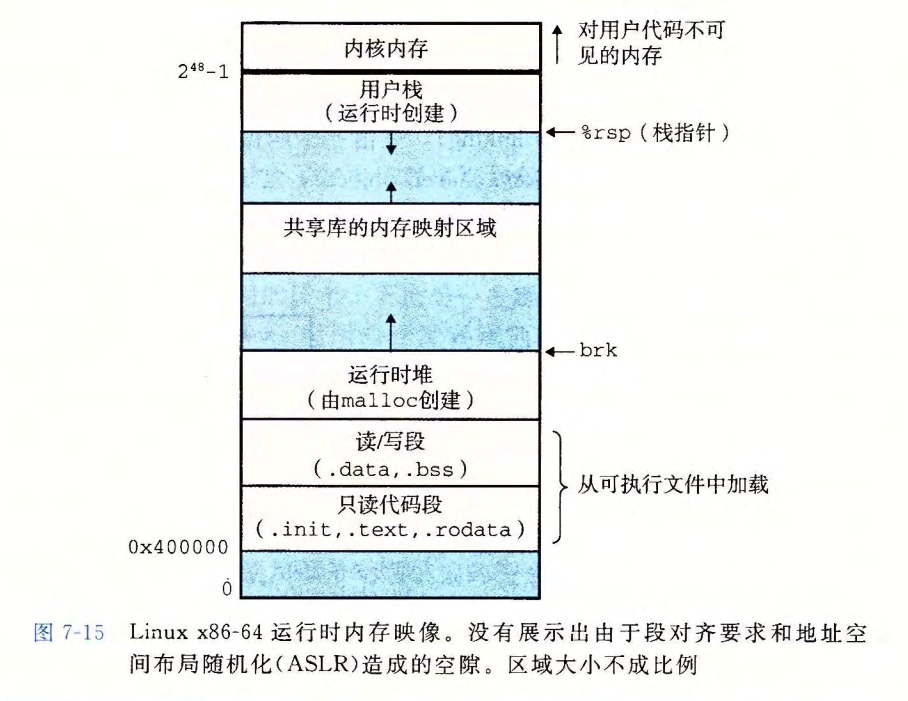 内核内存
对用户代码不可
见的内存
2⁴⁸-1
用户栈
(运行时创建)
%rsp(栈指针)
共享库的内存映射区域
brk
运行时堆
(由malloc创建)
读/写段
(.data,.bss)
从可执行文件中加载
只读代码段
(.init,.text,.rodata)
0x400000
0
图 7-15 Linux x86-64 运行时内存映像。没有展示出由于段对齐要求和地址空
间布局随机化(ASLR)造成的空隙。区域大小不成比例